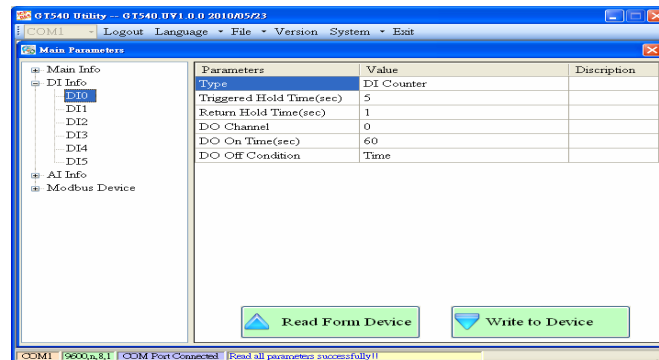 GT540 Utility -- GT540.UV1.0.0 2010/05/23
COM1 Logout Language File Version System Exit
Main Parameters
Main Info
DI Info
DI0
DI1
DI2
DI3
DI4
DI5
AI Info
Modbus Device
Parameters Value Discription
Type DI Counter
Triggered Hold Time(sec) 5
Return Hold Time(sec) 1
DO Channel 0
DO On Time(sec) 60
DO Off Condition Time
Read Form Device Write to Device
COM1 9600,n,8,1 COM Port Connected Read all parameters successfully!!